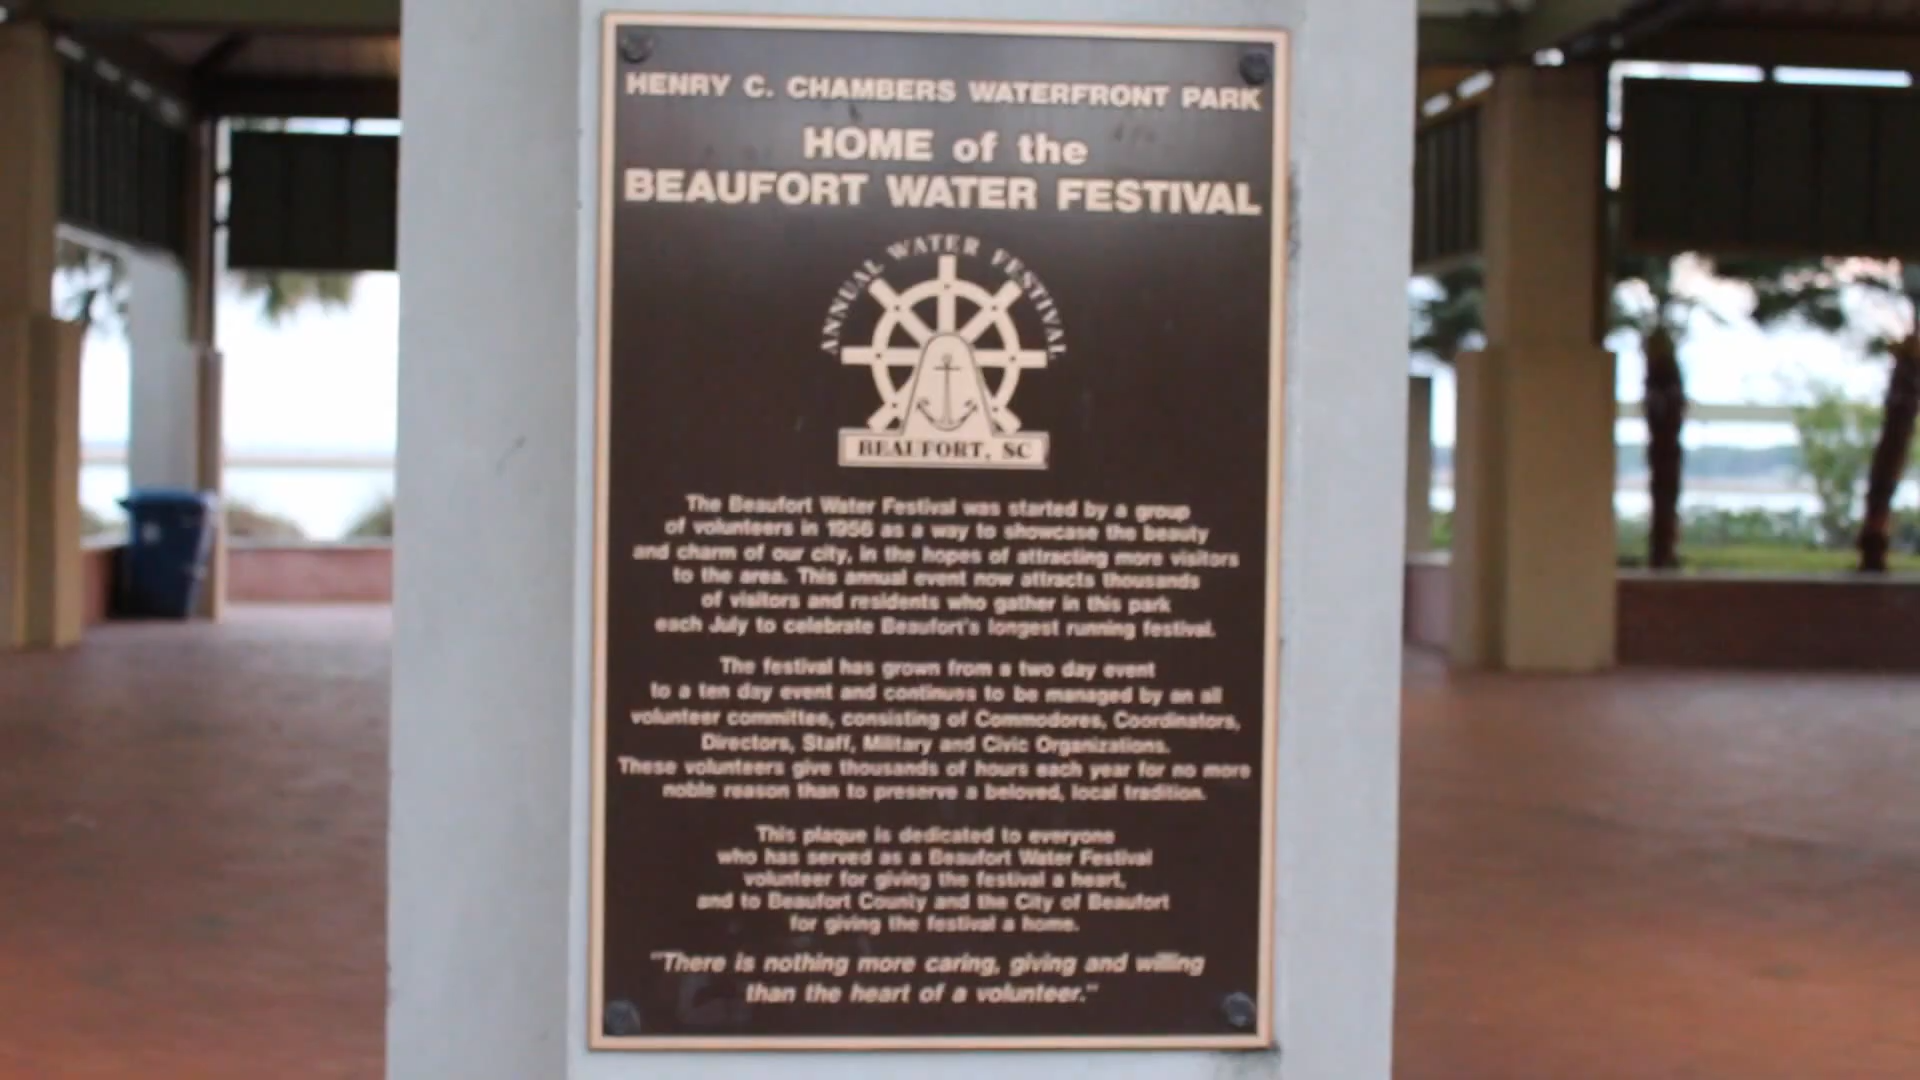 HENRY C. CHAMBERS WATERFRONT PARK
HOME of the
BEAUFORT WATER FESTIVAL
ANNUAL WATER FESTIVAL
BEAUFORT, SC
The Beaufort Water Festival was started by a group
of volunteers in 1956 as a way to showcase the beauty
and charm of our city, in the hopes of attracting more visitors
to the area. This annual event now attracts thousands
of visitors and residents who gather in this park
each July to celebrate Beaufort's longest running festival.
The festival has grown from a two day event
to a ten day event and continues to be managed by an all
volunteer committee, consisting of Commodores, Coordinators,
Directors, Staff, Military and Civic Organizations.
These volunteers give thousands of hours each year for no more
noble reason than to preserve a beloved, local tradition.
This plaque is dedicated to everyone
who has served as a Beaufort Water Festival
volunteer for giving the festival a heart,
and to Beaufort County and the City of Beaufort
for giving the festival a home.
"There is nothing more caring, giving and willing
than the heart of a volunteer."